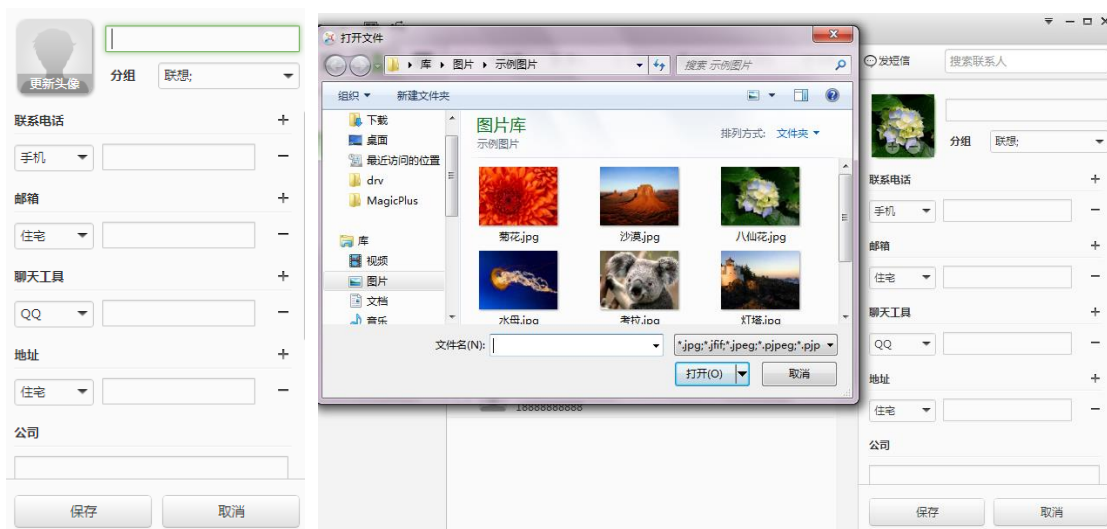 更新头像
分组
联想;
联系电话
手机
邮箱
住宅
聊天工具
QQ
地址
住宅
公司
保存
取消
打开文件
库 图片 示例图片
搜索 示例图片
组织
新建文件夹
下载
桌面
最近访问的位置
drv
MagicPlus
库
视频
图片
文档
音乐
图片库
示例图片
排列方式: 文件夹
菊花.jpg
沙漠.jpg
八仙花.jpg
水母.jpg
考拉.jpg
灯塔.jpg
文件名(N):
*.jpg;*.jfif;*.jpeg;*.pjpeg;*.pjp
打开(O)
取消
18888888888
发短信
搜索联系人
分组
联想;
联系电话
手机
邮箱
住宅
聊天工具
QQ
地址
住宅
公司
保存
取消